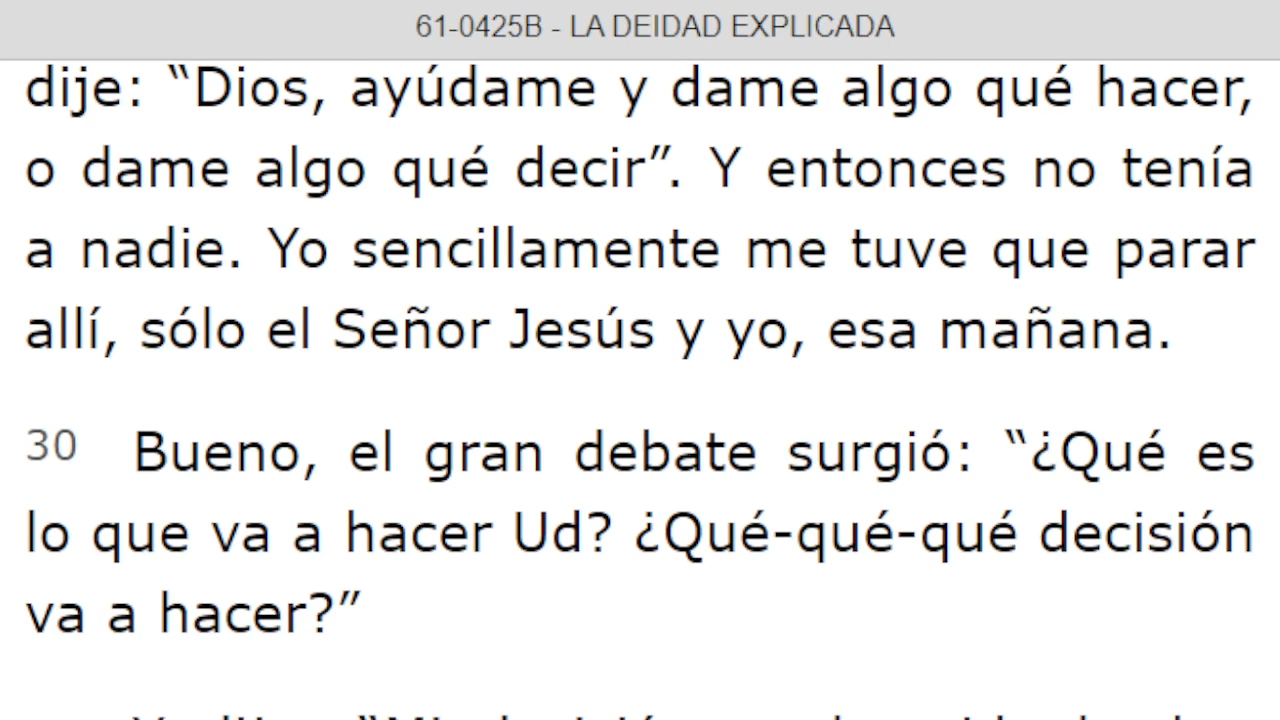 61-0425B - LA DEIDAD EXPLICADA
dije: “Dios, ayúdame y dame algo qué hacer,
o dame algo qué decir”. Y entonces no tenía
a nadie. Yo sencillamente me tuve que parar
allí, sólo el Señor Jesús y yo, esa mañana.
30 Bueno, el gran debate surgió: “¿Qué es
lo que va a hacer Ud? ¿Qué-qué-qué decisión
va a hacer?”